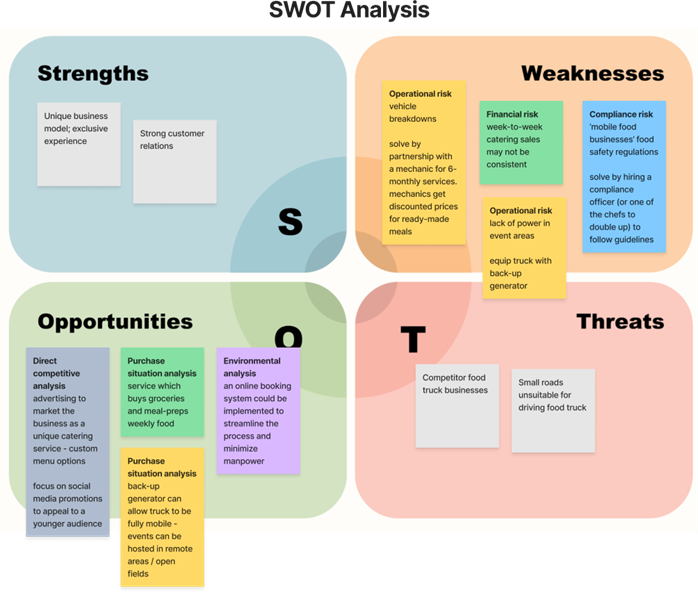 SWOT Analysis
Strengths
Unique business
model; exclusive
experience
Strong customer
relations
S
Weaknesses
Operational risk
vehicle
breakdowns
solve by
partnership with
a mechanic for 6-
monthly services.
mechanics get
discounted prices
for ready-made
meals
Financial risk
week-to-week
catering sales
may not be
consistent
Operational risk
lack of power in
event areas
equip truck with
back-up
generator
Compliance risk
'mobile food
businesses' food
safety regulations
solve by hiring a
compliance
officer (or one of
the chefs to
double up) to
follow guidelines
Opportunities
O
Direct
competitive
analysis
advertising to
market the
business as a
unique catering
service - custom
menu options
focus on social
media promotions
to appeal to a
younger audience
Purchase
situation analysis
service which
buys groceries
and meal-preps
weekly food
Purchase
situation analysis
back-up
generator can
allow truck to be
fully mobile -
events can be
hosted in remote
areas / open
fields
Environmental
analysis
an online booking
system could be
implemented to
streamline the
process and
minimize
manpower
T
Threats
Competitor food
truck businesses
Small roads
unsuitable for
driving food truck